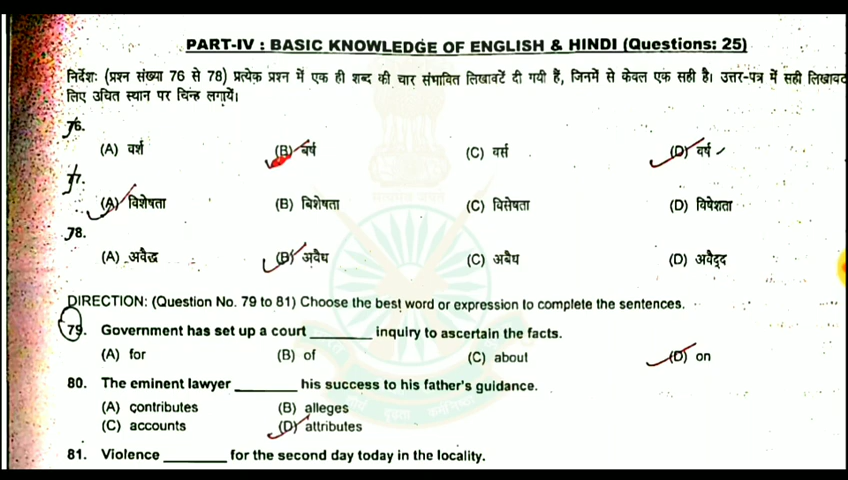 PART-IV : BASIC KNOWLEDGE OF ENGLISH & HINDI (Questions: 25)
निर्देशः (प्रश्न संख्या 76 से 78) प्रत्येक प्रश्न में एक ही शब्द की चार संभावित लिखावटें दी गयी हैं, जिनमें से केवल एक सही है। उत्तर-पत्र में सही लिखावट
लिए उचित स्थान पर चिन्ह लगायें।
76.
(A) वर्श (B) बर्ष (C) वर्स (D) वर्ष
77.
(A) विशेषता (B) बिशेषता (C) विसेषता (D) विषेशता
78.
(A) अवैद्ध (B) अवैध (C) अबैध (D) अवैद्द
DIRECTION: (Question No. 79 to 81) Choose the best word or expression to complete the sentences.
79. Government has set up a court ________ inquiry to ascertain the facts.
(A) for (B) of (C) about (D) on
80. The eminent lawyer ________ his success to his father's guidance.
(A) contributes (B) alleges
(C) accounts (D) attributes
81. Violence ________ for the second day today in the locality.